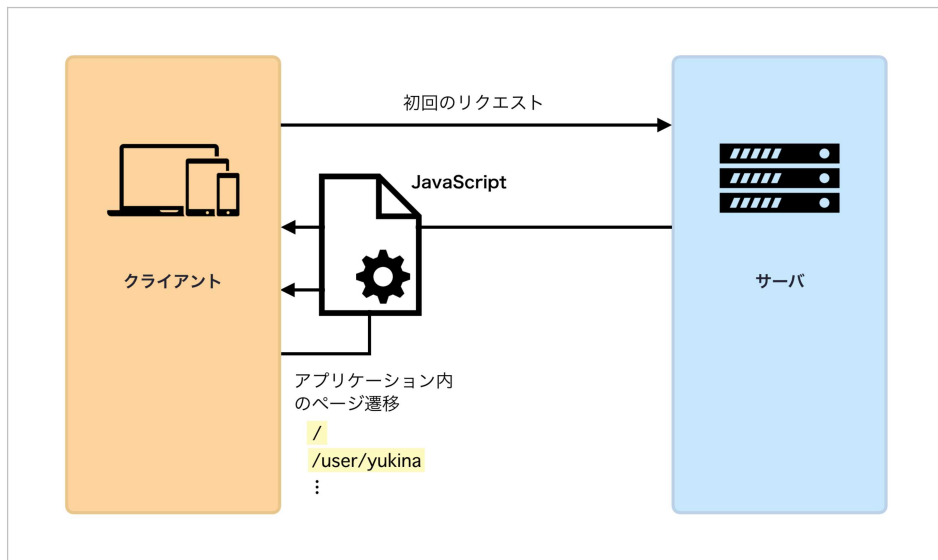 初回のリクエスト
JavaScript
クライアント
サーバ
アプリケーション内
のページ遷移
/
/user/yukina
⋮